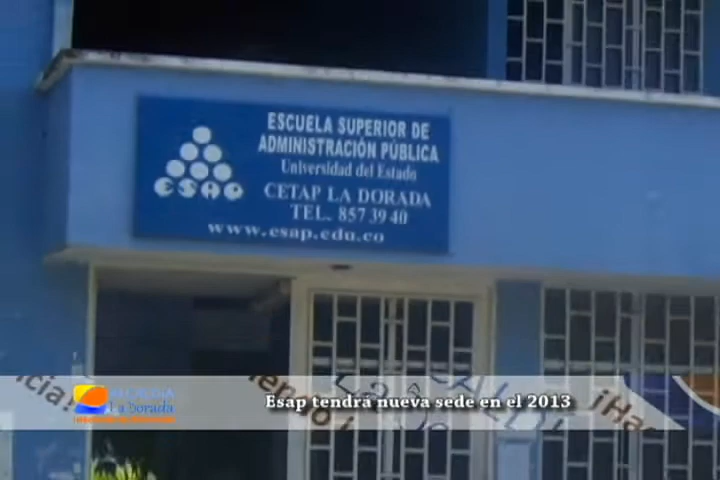 ESCUELA SUPERIOR DE
ADMINISTRACIÓN PÚBLICA
Universidad del Estado
CETAP LA DORADA
TEL. 857 39 40
www.esap.edu.co
ESAP
ALCALDÍA
La Dorada
Esap tendrá nueva sede en el 2013